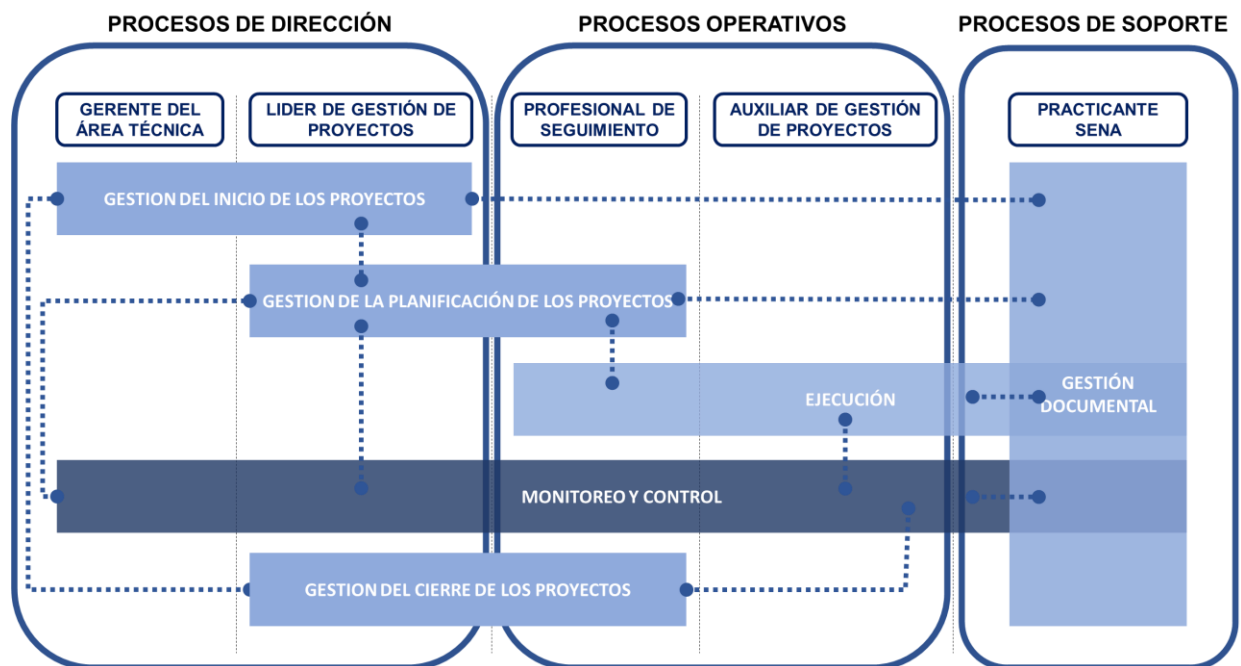 PROCESOS DE DIRECCIÓN
PROCESOS OPERATIVOS
PROCESOS DE SOPORTE
GERENTE DEL
ÁREA TÉCNICA
LIDER DE GESTIÓN DE
PROYECTOS
PROFESIONAL DE
SEGUIMIENTO
AUXILIAR DE GESTIÓN
DE PROYECTOS
PRACTICANTE
SENA
GESTION DEL INICIO DE LOS PROYECTOS
GESTION DE LA PLANIFICACIÓN DE LOS PROYECTOS
EJECUCIÓN
GESTIÓN
DOCUMENTAL
MONITOREO Y CONTROL
GESTION DEL CIERRE DE LOS PROYECTOS